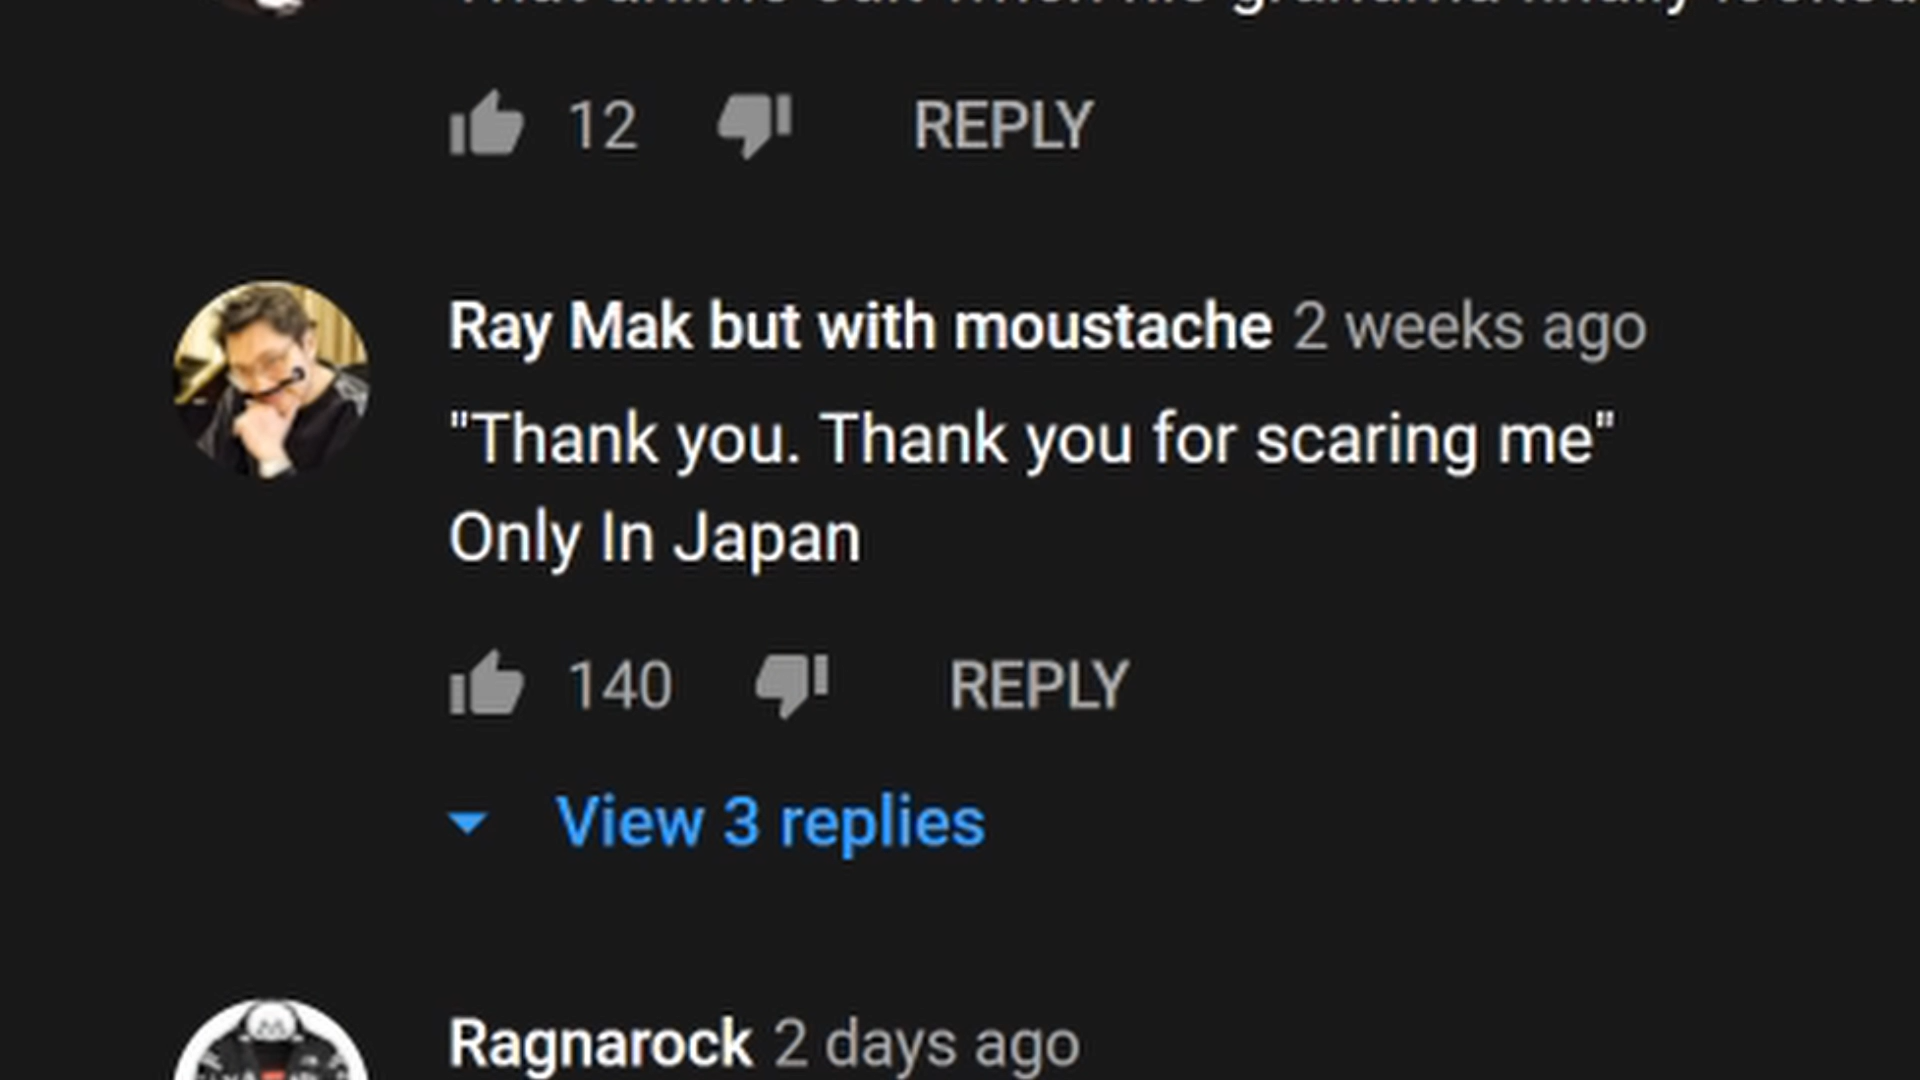 12 REPLY
Ray Mak but with moustache 2 weeks ago
"Thank you. Thank you for scaring me"
Only In Japan
140 REPLY
View 3 replies
Ragnarock 2 days ago